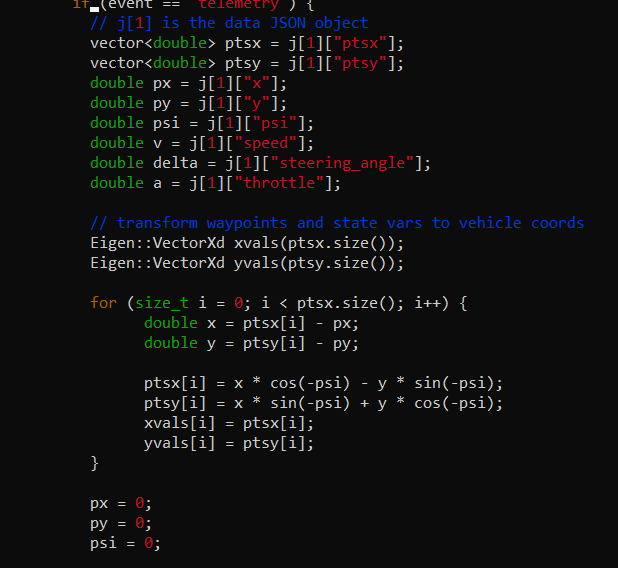 if (event == "telemetry") {
// j[1] is the data JSON object
vector<double> ptsx = j[1]["ptsx"];
vector<double> ptsy = j[1]["ptsy"];
double px = j[1]["x"];
double py = j[1]["y"];
double psi = j[1]["psi"];
double v = j[1]["speed"];
double delta = j[1]["steering_angle"];
double a = j[1]["throttle"];
// transform waypoints and state vars to vehicle coords
Eigen::VectorXd xvals(ptsx.size());
Eigen::VectorXd yvals(ptsy.size());
for (size_t i = 0; i < ptsx.size(); i++) {
double x = ptsx[i] - px;
double y = ptsy[i] - py;
ptsx[i] = x * cos(-psi) - y * sin(-psi);
ptsy[i] = x * sin(-psi) + y * cos(-psi);
xvals[i] = ptsx[i];
yvals[i] = ptsy[i];
}
px = 0;
py = 0;
psi = 0;